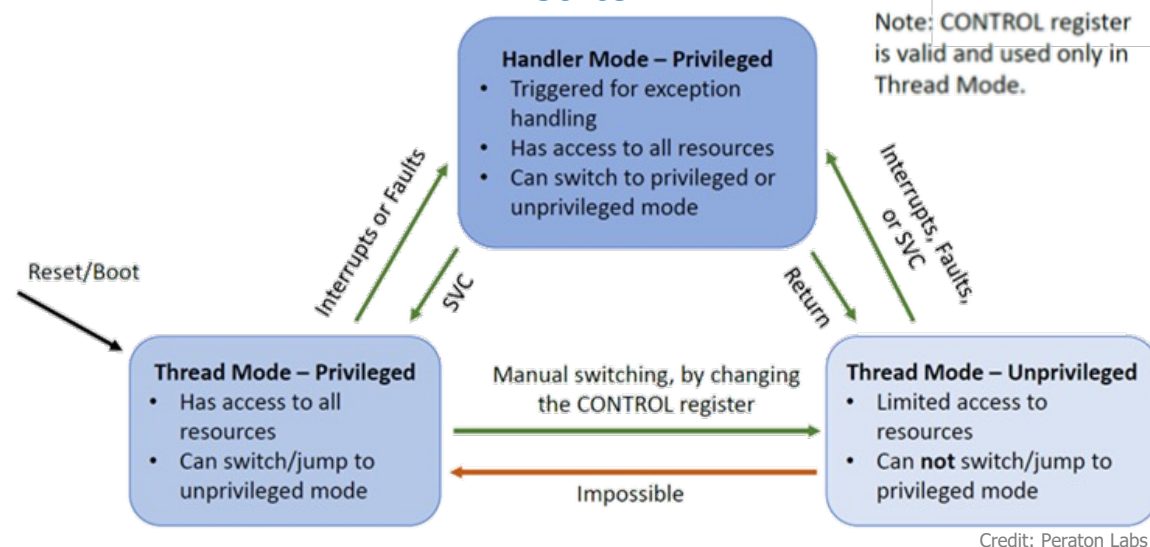 Note: CONTROL register
is valid and used only in
Thread Mode.
Handler Mode – Privileged
• Triggered for exception
handling
• Has access to all resources
• Can switch to privileged or
unprivileged mode
Interrupts or Faults
SVC
Return
Interrupts, Faults,
or SVC
Reset/Boot
Thread Mode – Privileged
• Has access to all
resources
• Can switch/jump to
unprivileged mode
Manual switching, by changing
the CONTROL register
Impossible
Thread Mode – Unprivileged
• Limited access to
resources
• Can not switch/jump to
privileged mode
Credit: Peraton Labs